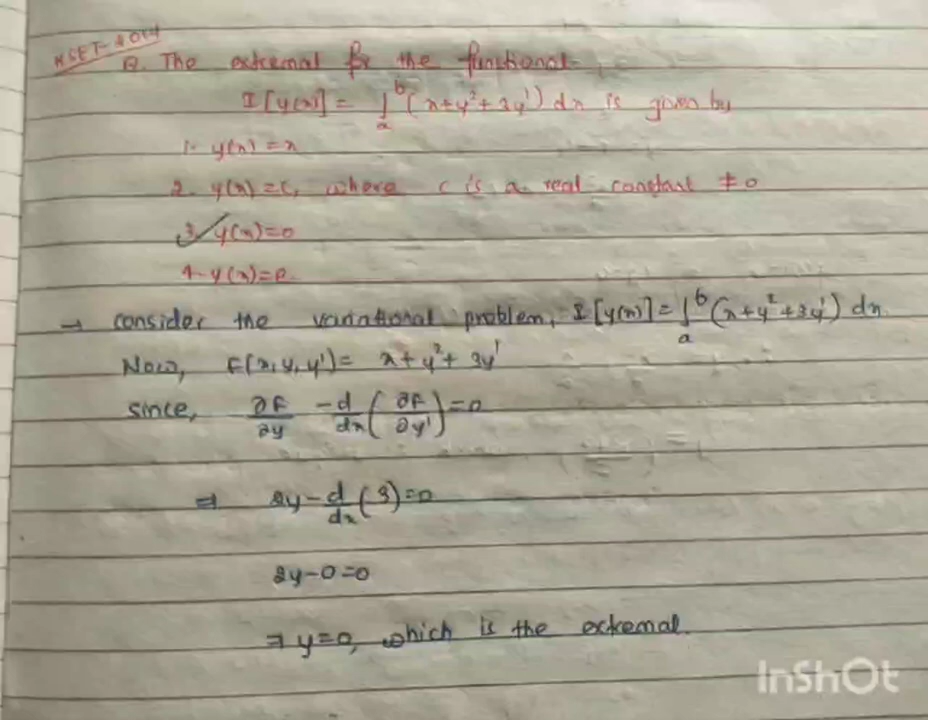 KSET-2014
Q. The extremal for the functional
I[y(x)] = ∫_a^b (x+y²+3y') dx is given by
1. y(x) = x
2. y(x) = c, where c is a real constant ≠ 0
3. y(x) = 0
4. y(x) = e
→ consider the variational problem, I[y(x)] = ∫_a^b (x+y²+3y') dx
Now, F(x, y, y') = x+y²+3y'
since, ∂F/∂y - d/dx (∂F/∂y') = 0
⇒ 2y - d/dx (3) = 0
2y - 0 = 0
⇒ y = 0, which is the extremal.
InShOt